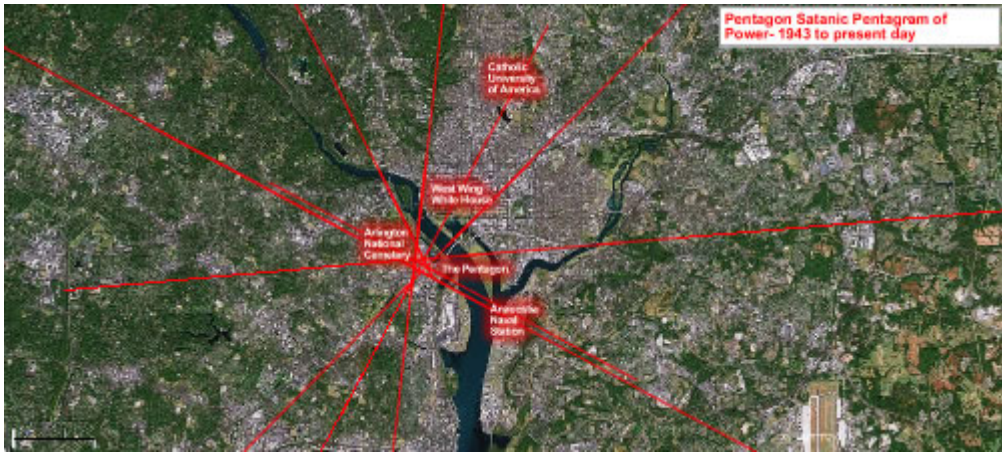 Pentagon Satanic Pentagram of
Power- 1943 to present day
Catholic
University
of America
West Wing
White House
Arlington
National
Cemetary
The Pentagon
Anacostia
Naval
Station